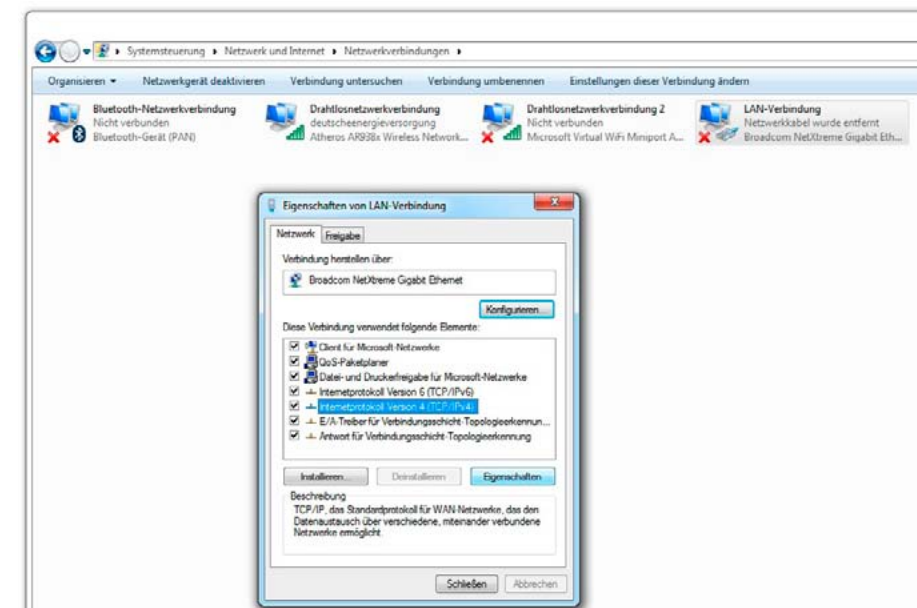 Systemsteuerung ▸ Netzwerk und Internet ▸ Netzwerkverbindungen ▸
Organisieren Netzwerkgerät deaktivieren Verbindung untersuchen Verbindung umbenennen Einstellungen dieser Verbindung ändern
Bluetooth-Netzwerkverbindung
Nicht verbunden
Bluetooth-Gerät (PAN)
Drahtlosnetzwerkverbindung
deutscheenergieversorgung
Atheros AR938x Wireless Network...
Drahtlosnetzwerkverbindung 2
Nicht verbunden
Microsoft Virtual WiFi Miniport A...
LAN-Verbindung
Netzwerkkabel wurde entfernt
Broadcom NetXtreme Gigabit Eth...
Eigenschaften von LAN-Verbindung
Netzwerk Freigabe
Verbindung herstellen über:
Broadcom NetXtreme Gigabit Ethernet
Konfigurieren...
Diese Verbindung verwendet folgende Elemente:
Client für Microsoft-Netzwerke
QoS-Paketplaner
Datei- und Druckerfreigabe für Microsoft-Netzwerke
Internetprotokoll Version 6 (TCP/IPv6)
Internetprotokoll Version 4 (TCP/IPv4)
E/A-Treiber für Verbindungsschicht-Topologieerkennun...
Antwort für Verbindungsschicht-Topologieerkennung
Installieren... Deinstallieren Eigenschaften
Beschreibung
TCP/IP, das Standardprotokoll für WAN-Netzwerke, das den
Datenaustausch über verschiedene, miteinander verbundene
Netzwerke ermöglicht.
Schließen Abbrechen